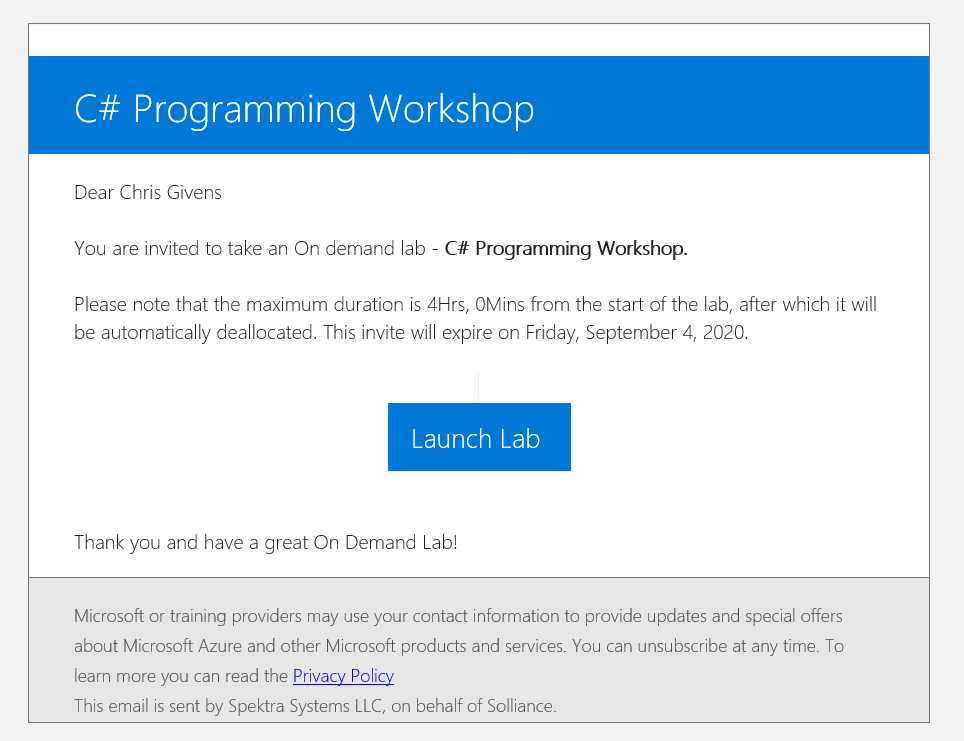 C# Programming Workshop
Dear Chris Givens
You are invited to take an On demand lab - C# Programming Workshop.
Please note that the maximum duration is 4Hrs, 0Mins from the start of the lab, after which it will
be automatically deallocated. This invite will expire on Friday, September 4, 2020.
Launch Lab
Thank you and have a great On Demand Lab!
Microsoft or training providers may use your contact information to provide updates and special offers
about Microsoft Azure and other Microsoft products and services. You can unsubscribe at any time. To
learn more you can read the Privacy Policy
This email is sent by Spektra Systems LLC, on behalf of Solliance.